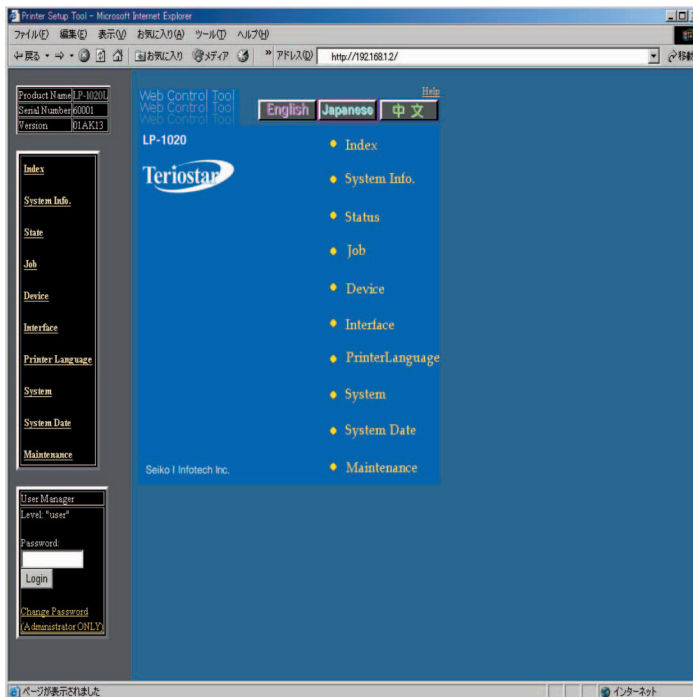 Printer Setup Tool - Microsoft Internet Explorer
ファイル(F) 編集(E) 表示(V) お気に入り(A) ツール(T) ヘルプ(H)
戻る お気に入り メディア » アドレス(D) http://192.168.1.2/ 移動
Product Name LP-1020L
Serial Number 60001
Version 01AK13
Index
System Info.
State
Job
Device
Interface
Printer Language
System
System Date
Maintenance
User Manager
Level: "user"
Password:
Login
Change Password
(Administrator ONLY)
Web Control Tool
Web Control Tool
Web Control Tool
Help
English Japanese 中文
LP-1020
Teriostar
Index
System Info.
Status
Job
Device
Interface
PrinterLanguage
System
System Date
Maintenance
Seiko I Infotech Inc.
ページが表示されました インターネット